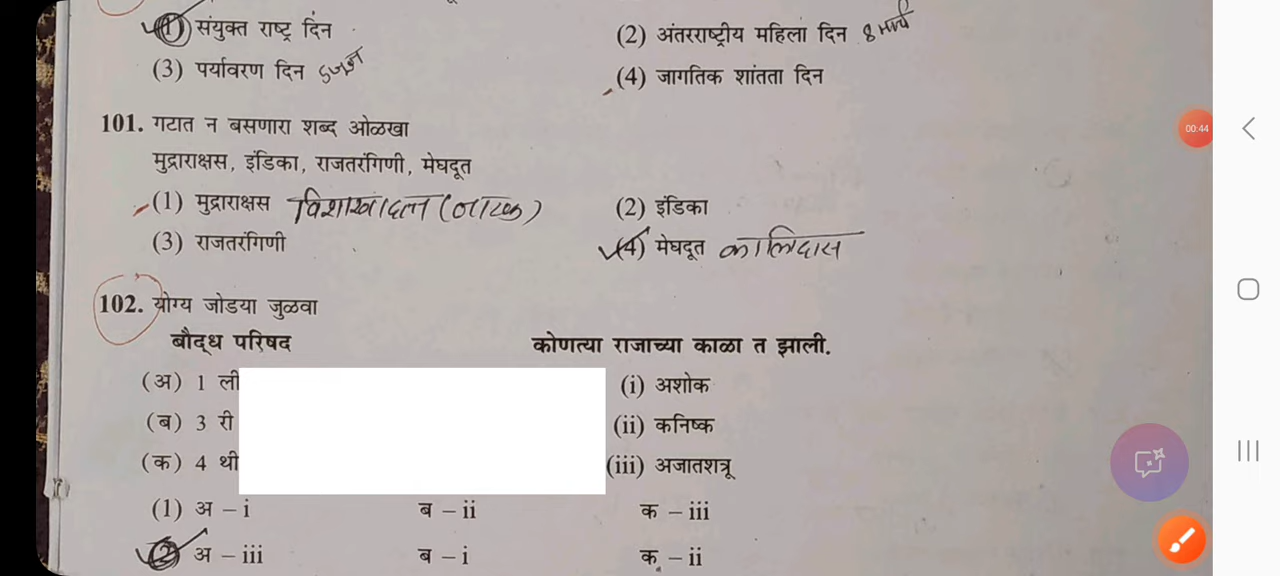 (1) संयुक्त राष्ट्र दिन (2) अंतरराष्ट्रीय महिला दिन 8 मार्च
(3) पर्यावरण दिन 5 जून (4) जागतिक शांतता दिन
00:44
101. गटात न बसणारा शब्द ओळखा
मुद्राराक्षस, इंडिका, राजतरंगिणी, मेघदूत
(1) मुद्राराक्षस विशाखादत्त (नाटक) (2) इंडिका
(3) राजतरंगिणी (4) मेघदूत कालिदास
102. योग्य जोडया जुळवा
बौद्ध परिषद कोणत्या राजाच्या काळा त झाली.
(अ) 1 ली (i) अशोक
(ब) 3 री (ii) कनिष्क
(क) 4 थी (iii) अजातशत्रू
(1) अ – i ब – ii क – iii
(2) अ – iii ब – i क – ii